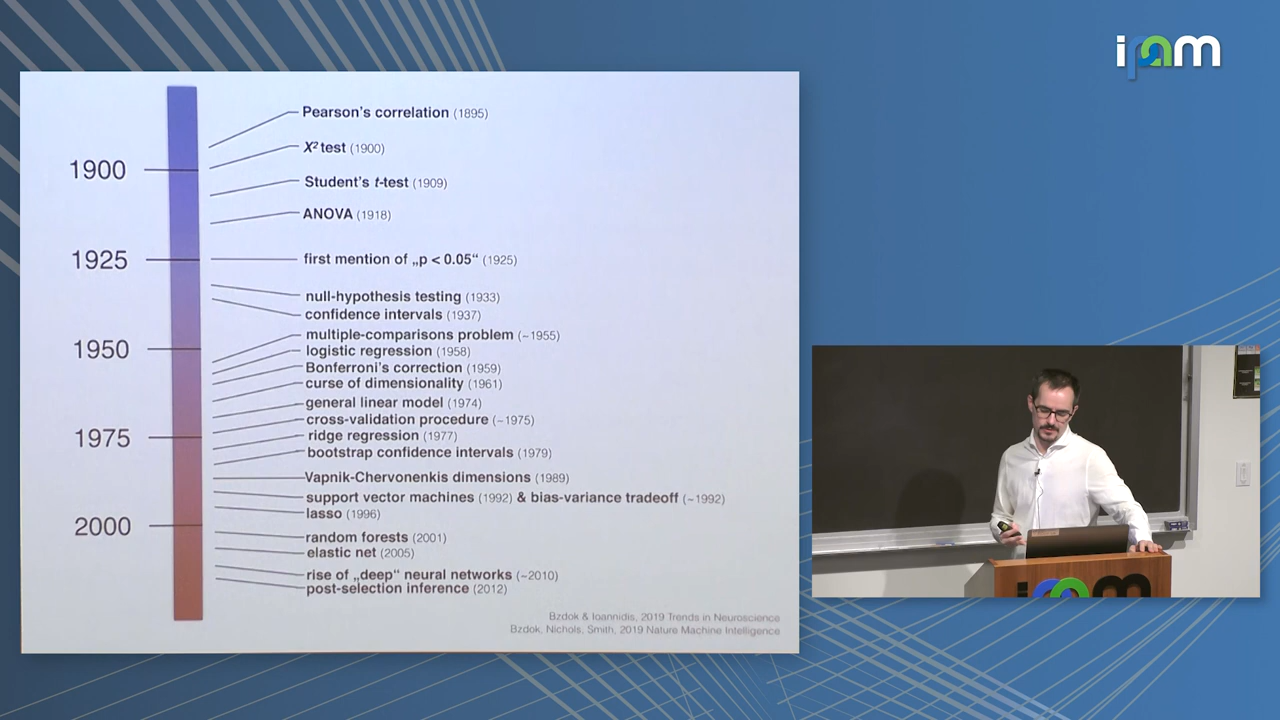 ipam
Pearson's correlation (1895)
X² test (1900)
1900
Student's t-test (1909)
ANOVA (1918)
1925
first mention of „p < 0.05“ (1925)
null-hypothesis testing (1933)
confidence intervals (1937)
multiple-comparisons problem (~1955)
1950
logistic regression (1958)
Bonferroni's correction (1959)
curse of dimensionality (1961)
general linear model (1974)
cross-validation procedure (~1975)
1975
ridge regression (1977)
bootstrap confidence intervals (1979)
Vapnik-Chervonenkis dimensions (1989)
support vector machines (1992) & bias-variance tradeoff (~1992)
lasso (1996)
2000
random forests (2001)
elastic net (2005)
rise of „deep“ neural networks (~2010)
post-selection inference (2012)
Bzdok & Ioannidis, 2019 Trends in Neuroscience
Bzdok, Nichols, Smith, 2019 Nature Machine Intelligence
ipam